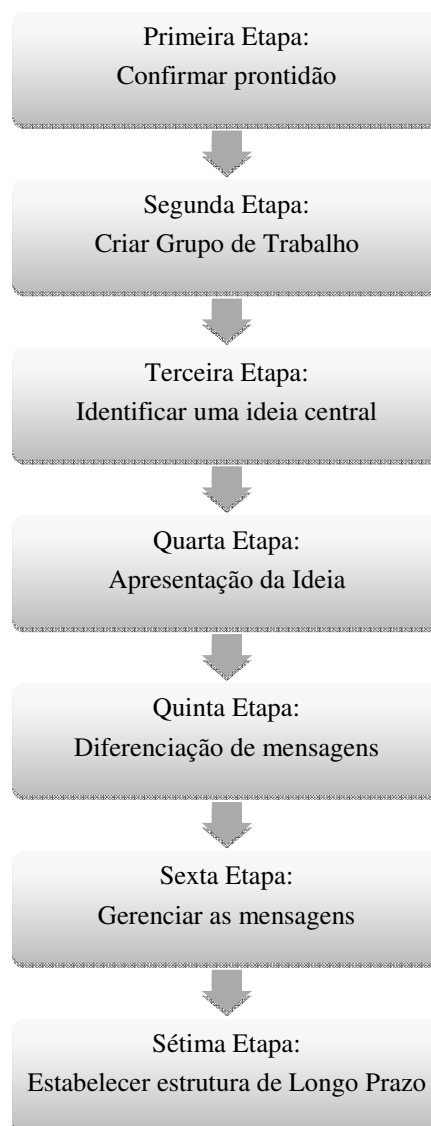 Primeira Etapa:
Confirmar prontidão
Segunda Etapa:
Criar Grupo de Trabalho
Terceira Etapa:
Identificar uma ideia central
Quarta Etapa:
Apresentação da Ideia
Quinta Etapa:
Diferenciação de mensagens
Sexta Etapa:
Gerenciar as mensagens
Sétima Etapa:
Estabelecer estrutura de Longo Prazo